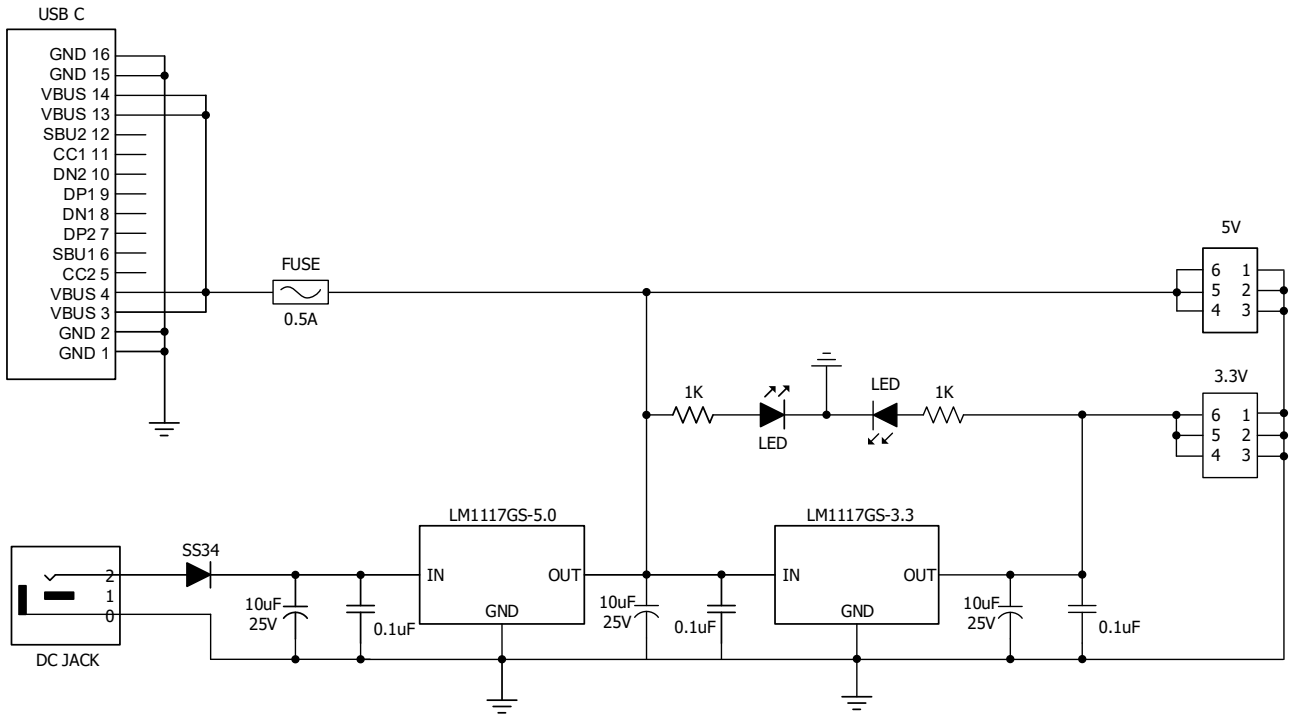 USB C
GND 16
GND 15
VBUS 14
VBUS 13
SBU2 12
CC1 11
DN2 10
DP1 9
DN1 8
DP2 7
SBU1 6
CC2 5
VBUS 4
VBUS 3
GND 2
GND 1
FUSE
0.5A
5V
6 1
5 2
4 3
1K
LED
LED
1K
3.3V
6 1
5 2
4 3
DC JACK
2
1
0
SS34
10uF
25V
0.1uF
LM1117GS-5.0
IN
OUT
GND
10uF
25V
0.1uF
LM1117GS-3.3
IN
OUT
GND
10uF
25V
0.1uF